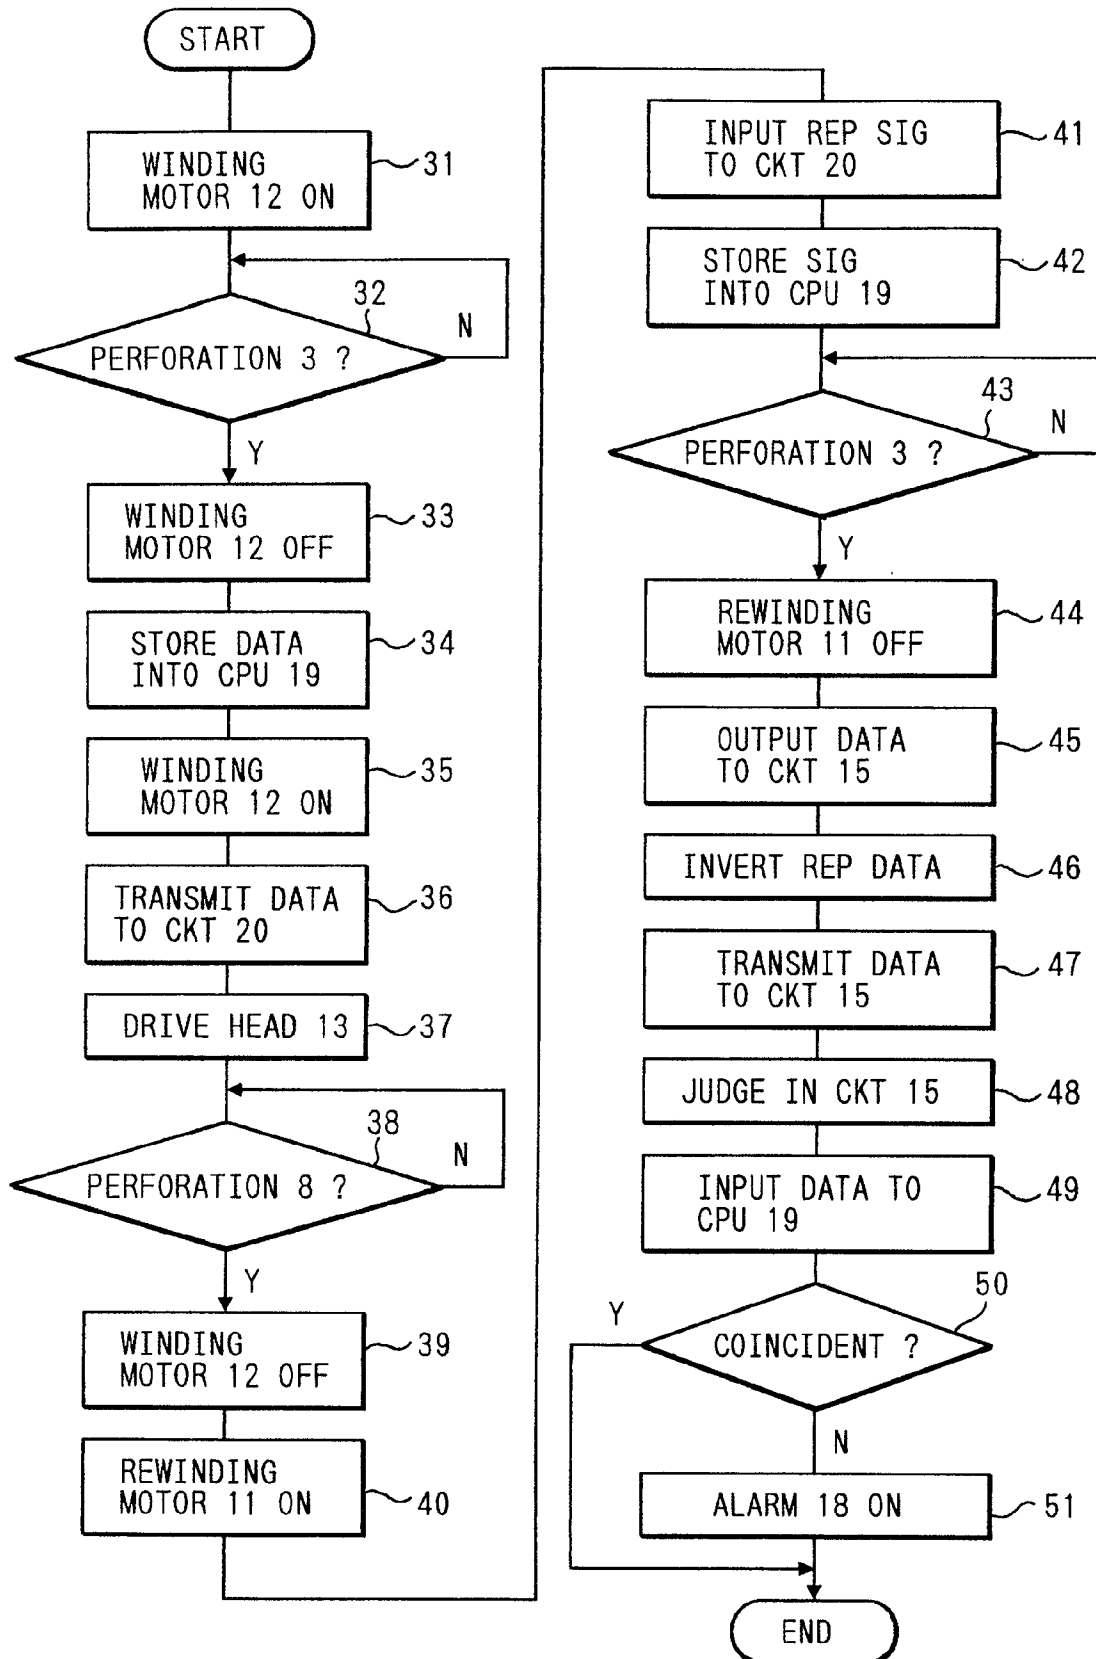 START
WINDING
MOTOR 12 ON
31
32
PERFORATION 3 ?
N
Y
WINDING
MOTOR 12 OFF
33
STORE DATA
INTO CPU 19
34
WINDING
MOTOR 12 ON
35
TRANSMIT DATA
TO CKT 20
36
DRIVE HEAD 13
37
38
PERFORATION 8 ?
N
Y
WINDING
MOTOR 12 OFF
39
REWINDING
MOTOR 11 ON
40
INPUT REP SIG
TO CKT 20
41
STORE SIG
INTO CPU 19
42
43
PERFORATION 3 ?
N
Y
REWINDING
MOTOR 11 OFF
44
OUTPUT DATA
TO CKT 15
45
INVERT REP DATA
46
TRANSMIT DATA
TO CKT 15
47
JUDGE IN CKT 15
48
INPUT DATA TO
CPU 19
49
50
Y
COINCIDENT ?
N
ALARM 18 ON
51
END